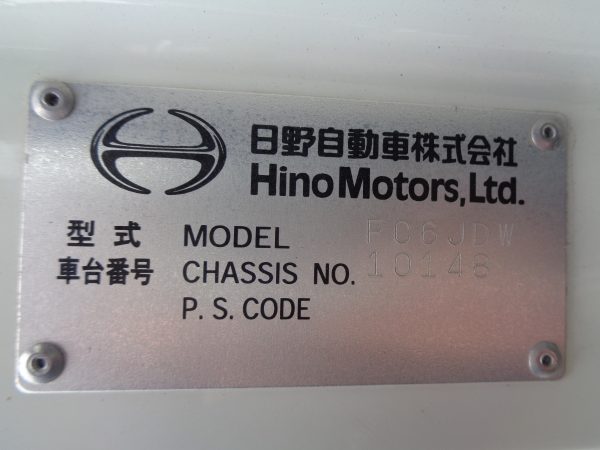 日野自動車株式会社
Hino Motors, Ltd.
型式 MODEL FC6JDW
車台番号 CHASSIS NO. 10146
P. S. CODE